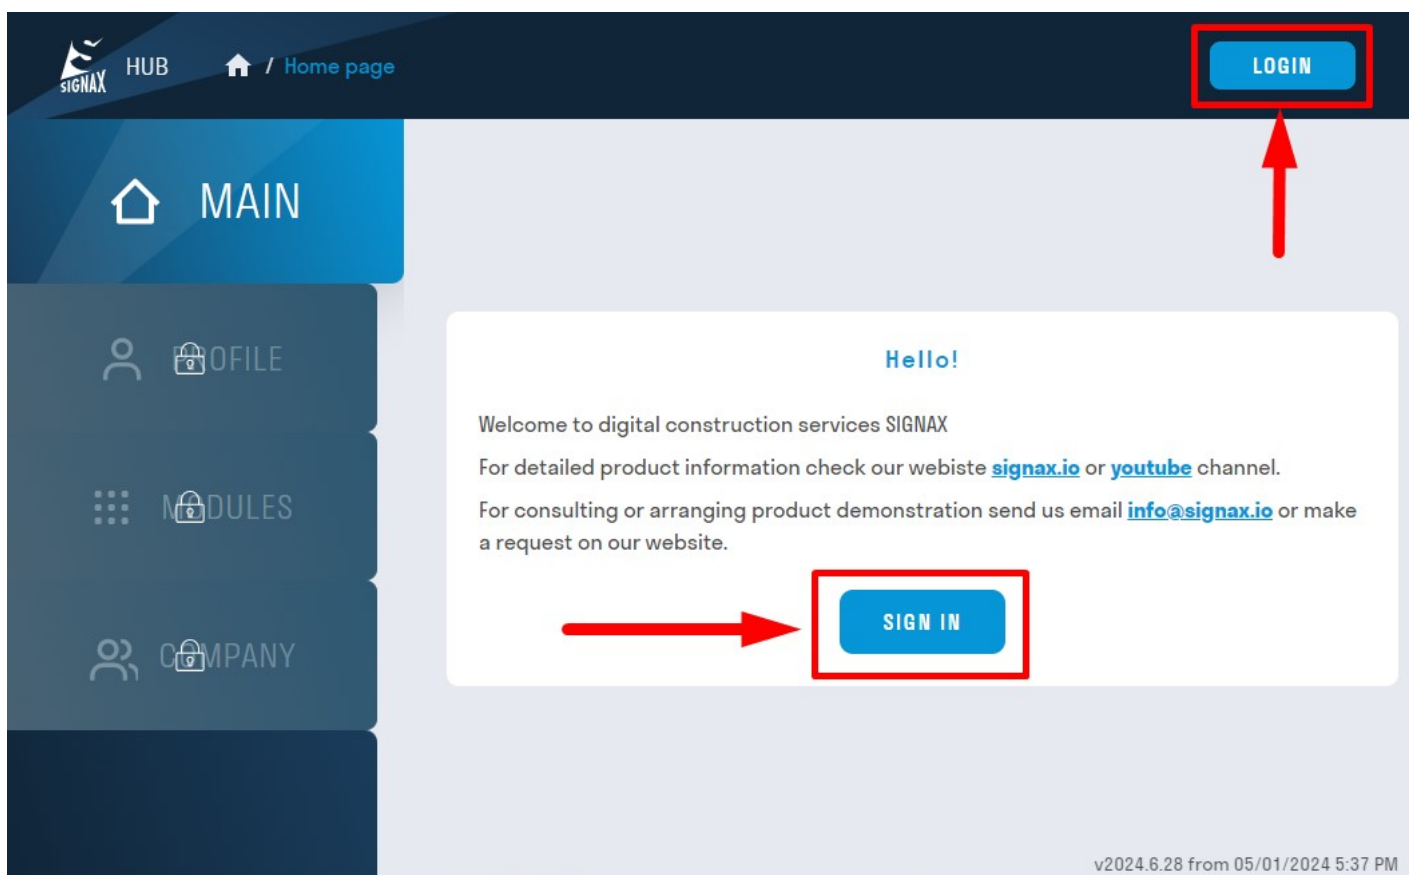 SIGNAX
HUB
/ Home page
LOGIN
MAIN
PROFILE
MODULES
COMPANY
Hello!
Welcome to digital construction services SIGNAX
For detailed product information check our webiste signax.io or youtube channel.
For consulting or arranging product demonstration send us email info@signax.io or make
a request on our website.
SIGN IN
v2024.6.28 from 05/01/2024 5:37 PM